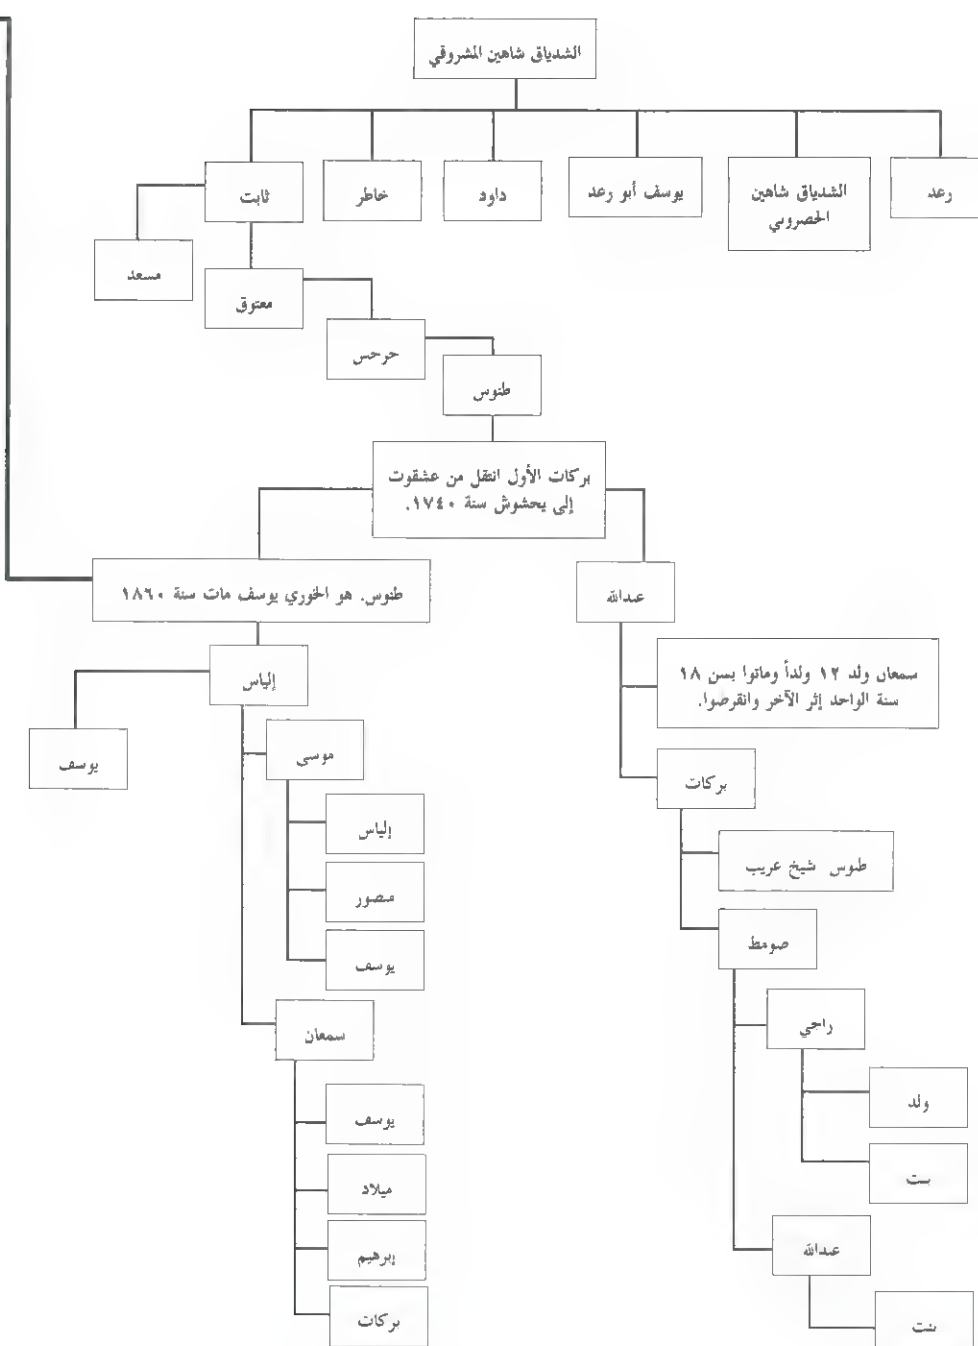 الشدياق شاهين المشروقي
رعد
الشدياق شاهين
الحصروني
يوسف أبو رعد
داود
خاطر
ثابت
مسعد
معتوق
جرجس
طنوس
بركات الأول انتقل من عشقوت
إلى يحشوش سنة ١٧٤٠.
عبدالله
طنوس. هو الخوري يوسف مات سنة ١٨٦٠
سمعان ولد ١٢ ولداً وماتوا بسن ١٨
سنة الواحد إثر الآخر وانقرضوا.
بركات
طنوس شيخ عريب
صومط
راجي
ولد
بنت
عبدالله
بنت
إلياس
يوسف
موسى
إلياس
منصور
يوسف
سمعان
يوسف
ميلاد
إبرهيم
بركات